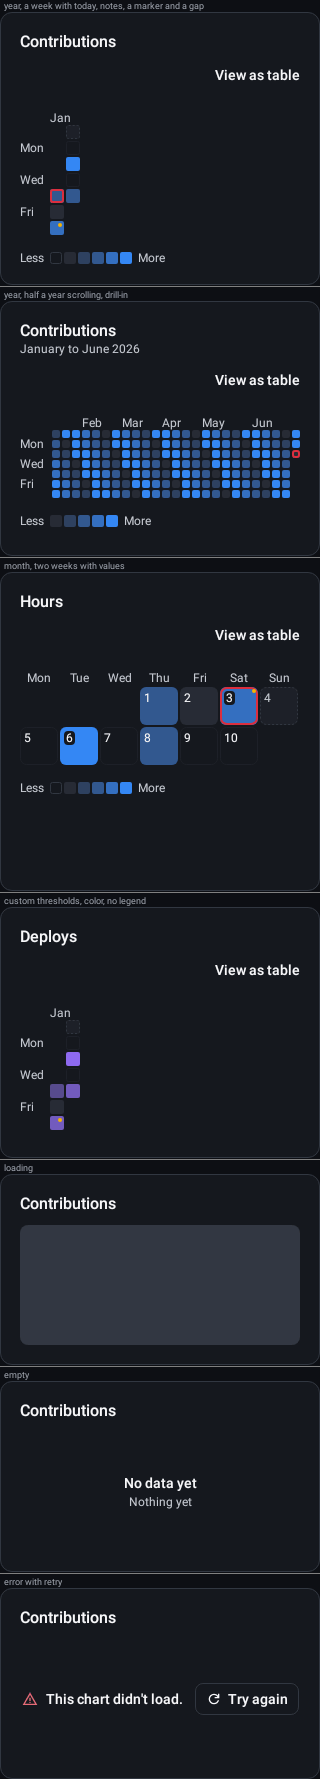 year, a week with today, notes, a marker and a gap
Contributions
View as table
Jan
Mon
Wed
Fri
Less More
year, half a year scrolling, drill-in
Contributions
January to June 2026
View as table
Feb Mar Apr May Jun
Mon
Wed
Fri
Less More
month, two weeks with values
Hours
View as table
Mon Tue Wed Thu Fri Sat Sun
1 2 3 4
5 6 7 8 9 10
Less More
custom thresholds, color, no legend
Deploys
View as table
Jan
Mon
Wed
Fri
loading
Contributions
empty
Contributions
No data yet
Nothing yet
error with retry
Contributions
This chart didn't load. Try again